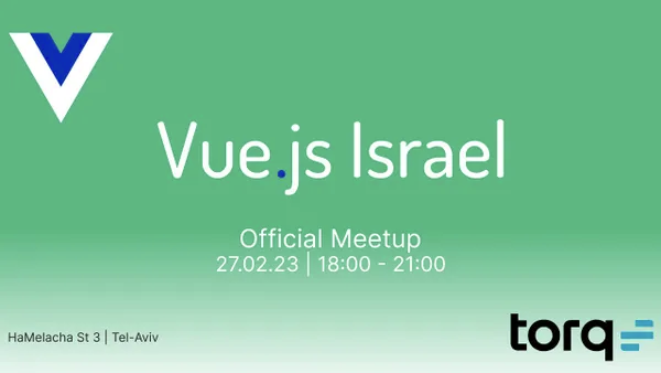 Vue.js Israel
Official Meetup
27.02.23 | 18:00 - 21:00
HaMelacha St 3 | Tel-Aviv
torq